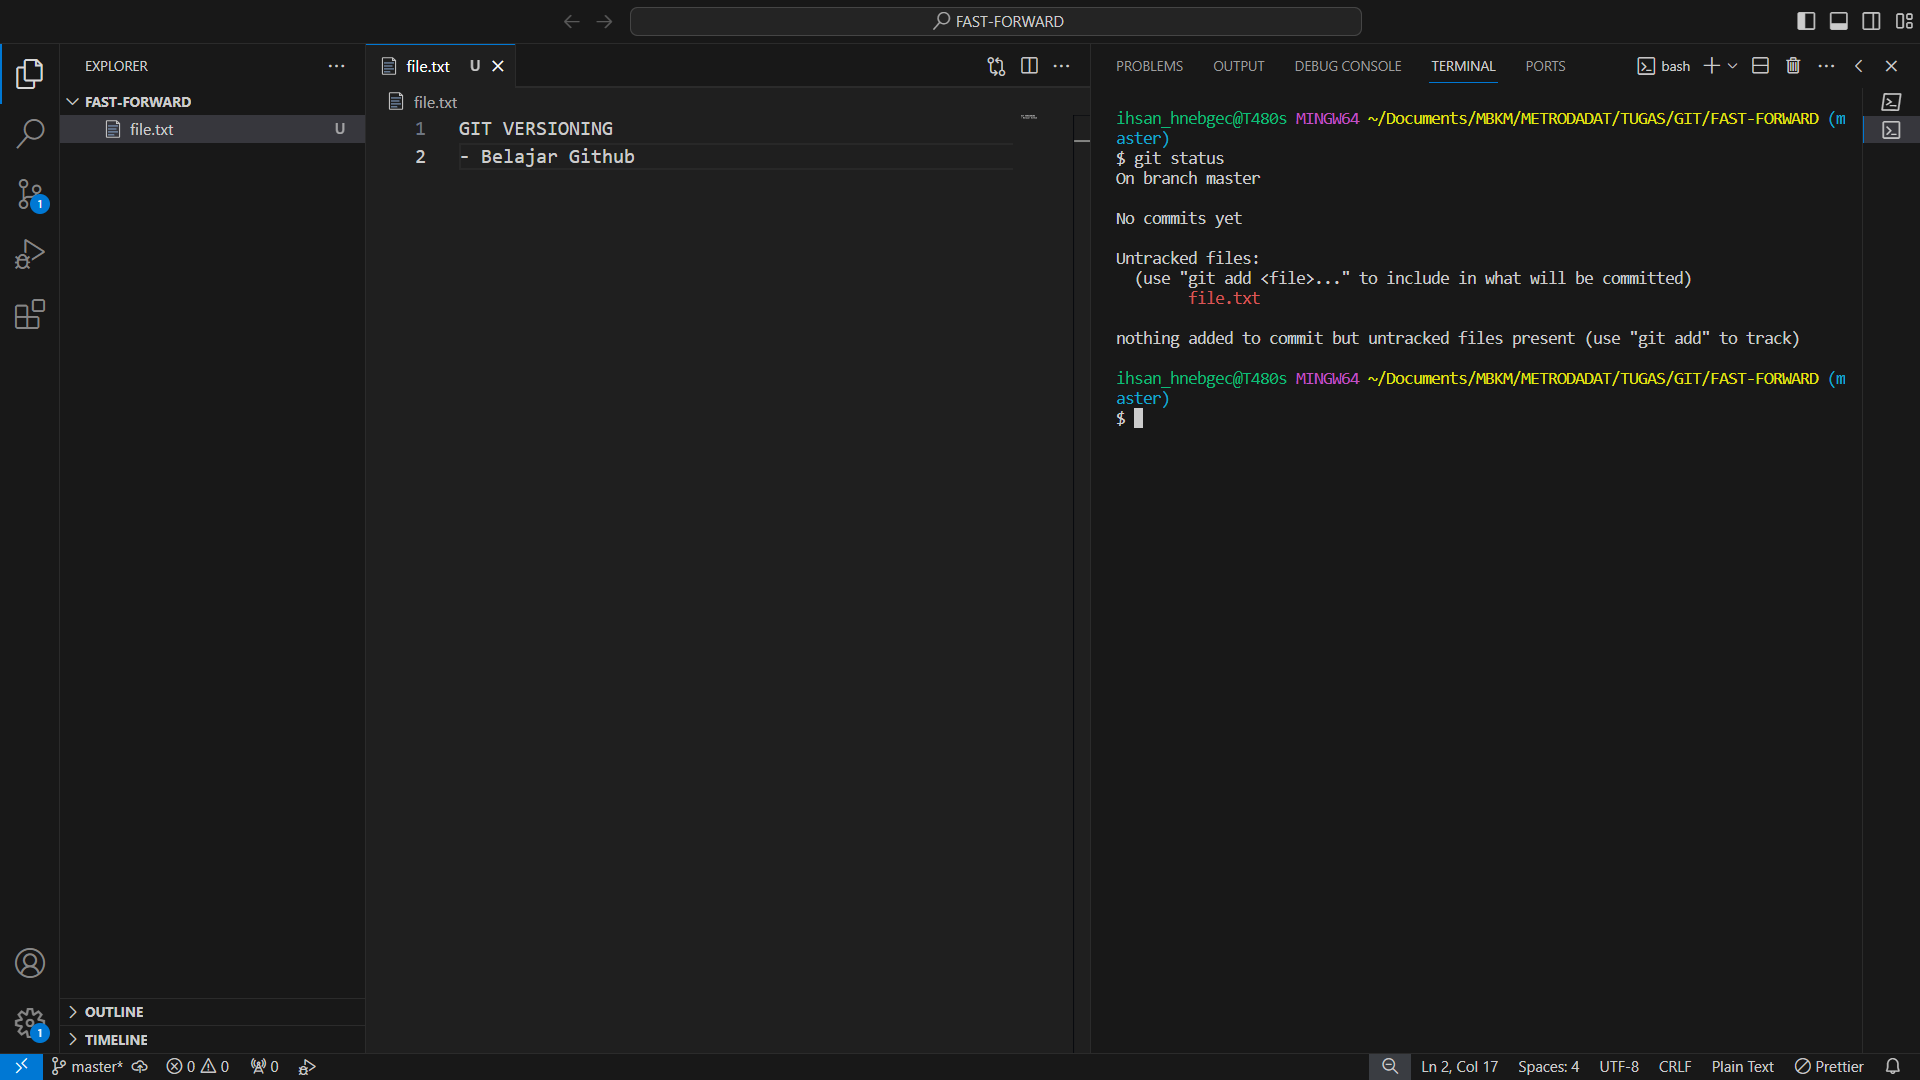 FAST-FORWARD
EXPLORER
FAST-FORWARD
file.txt U
OUTLINE
TIMELINE
file.txt U
file.txt
1 GIT VERSIONING
2 - Belajar Github
PROBLEMS OUTPUT DEBUG CONSOLE TERMINAL PORTS bash
ihsan_hnebgec@T480s MINGW64 ~/Documents/MBKM/METRODADAT/TUGAS/GIT/FAST-FORWARD (m
aster)
$ git status
On branch master
No commits yet
Untracked files:
(use "git add <file>..." to include in what will be committed)
file.txt
nothing added to commit but untracked files present (use "git add" to track)
ihsan_hnebgec@T480s MINGW64 ~/Documents/MBKM/METRODADAT/TUGAS/GIT/FAST-FORWARD (m
aster)
$
1
1
master* 0 0 0 Ln 2, Col 17 Spaces: 4 UTF-8 CRLF Plain Text Prettier